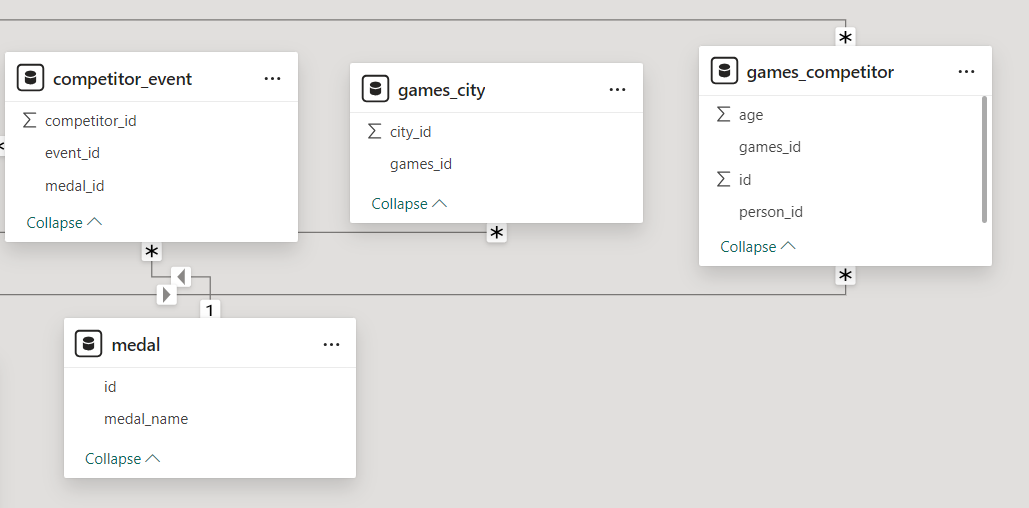 competitor_event
Σ competitor_id
event_id
medal_id
Collapse
games_city
Σ city_id
games_id
Collapse
games_competitor
Σ age
games_id
Σ id
person_id
Collapse
*
*
*
*
1
medal
id
medal_name
Collapse